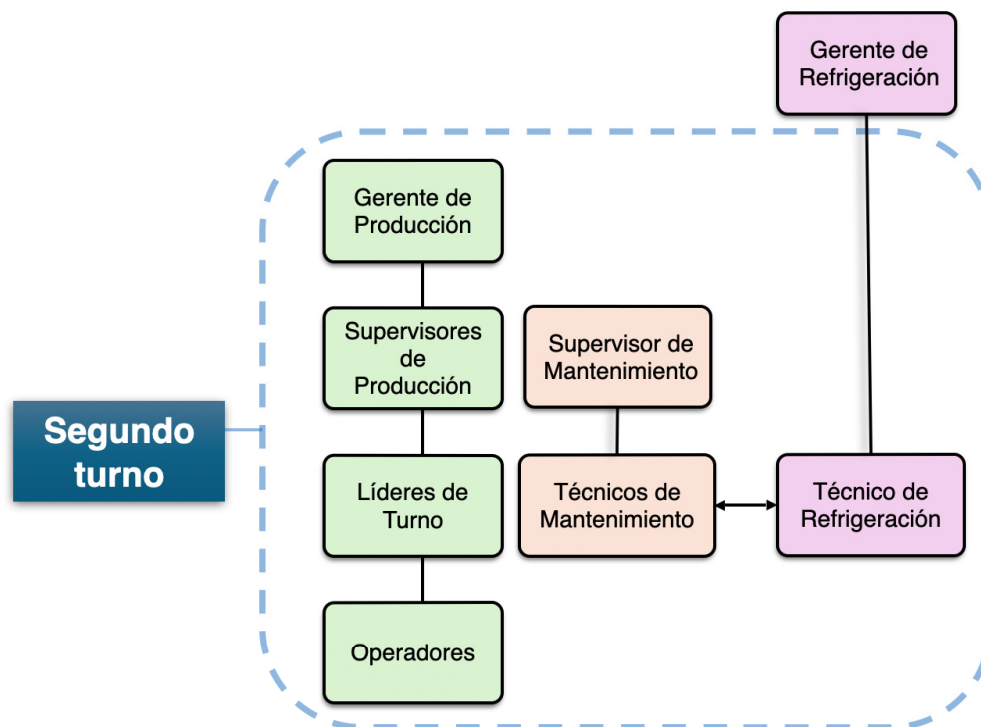 Gerente de
Refrigeración
Gerente de
Producción
Supervisores
de
Producción
Supervisor de
Mantenimiento
Segundo
turno
Líderes de
Turno
Técnicos de
Mantenimiento
Técnico de
Refrigeración
Operadores